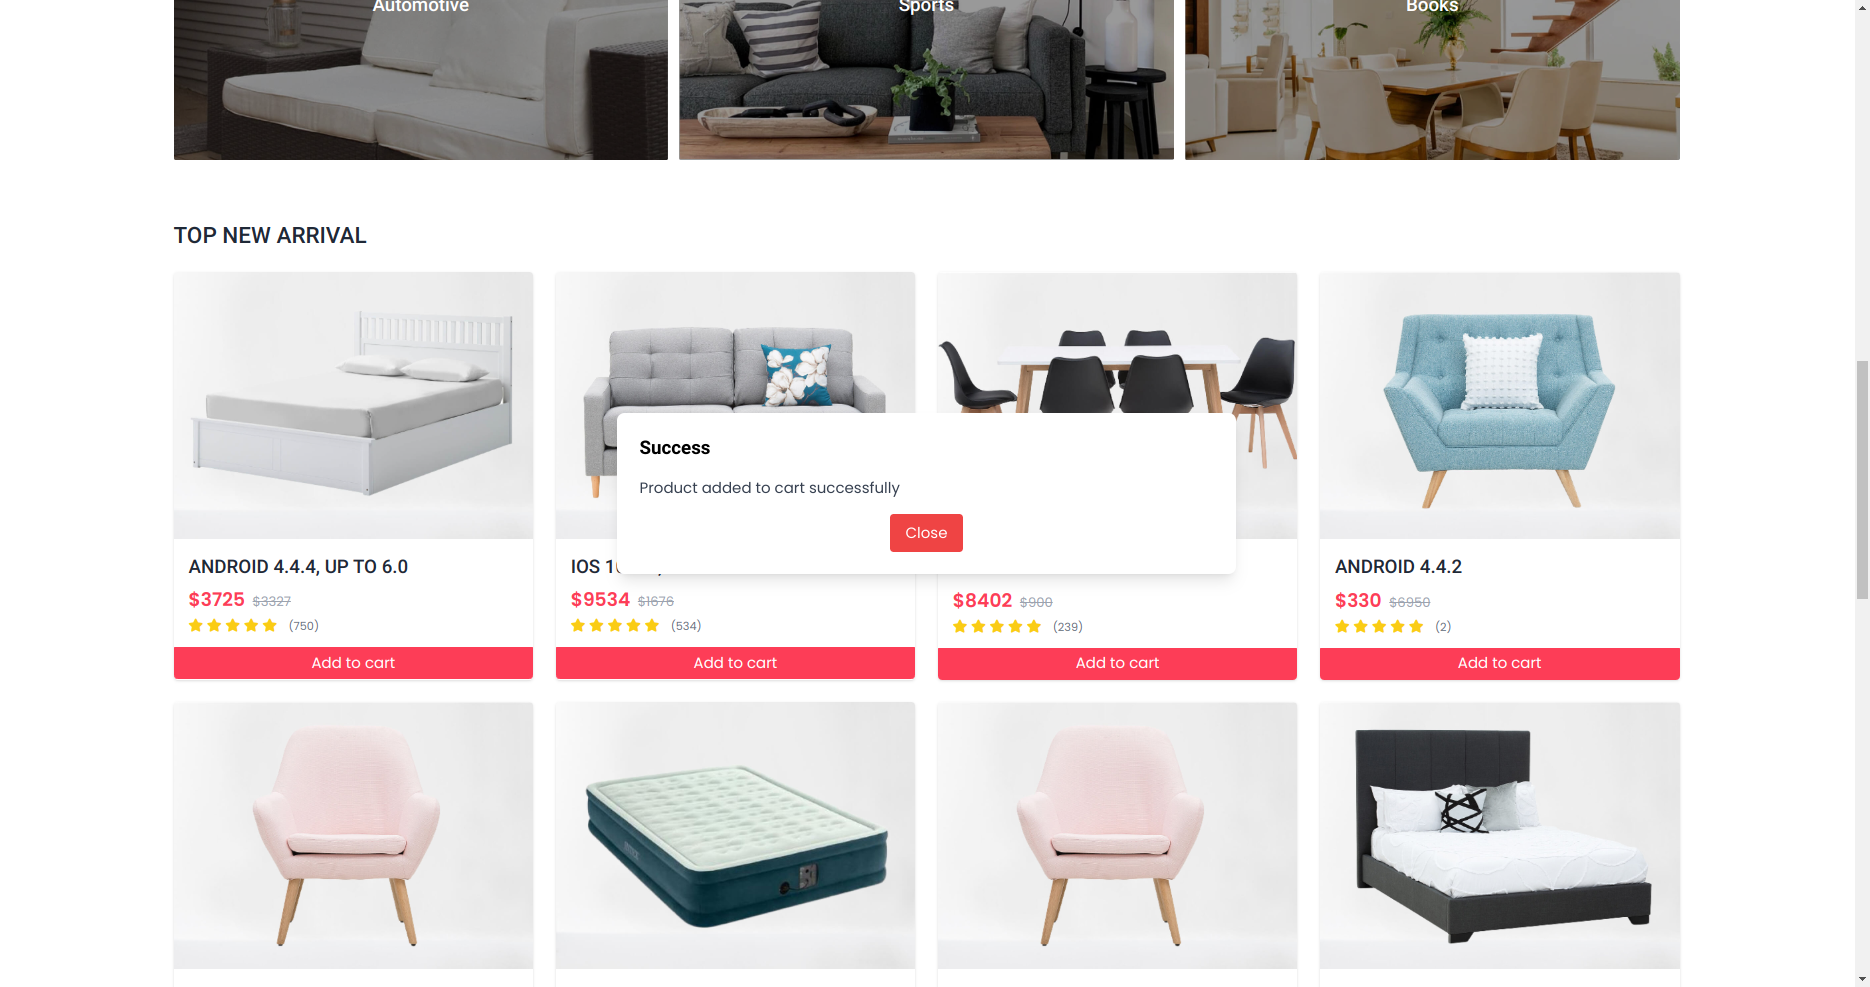 Automotive
Sports
Books
TOP NEW ARRIVAL
Success
Product added to cart successfully
Close
ANDROID 4.4.4, UP TO 6.0
$3725 $3327
(750)
Add to cart
IOS
$9534 $1676
(534)
Add to cart
$8402 $900
(239)
Add to cart
ANDROID 4.4.2
$330 $6950
(2)
Add to cart